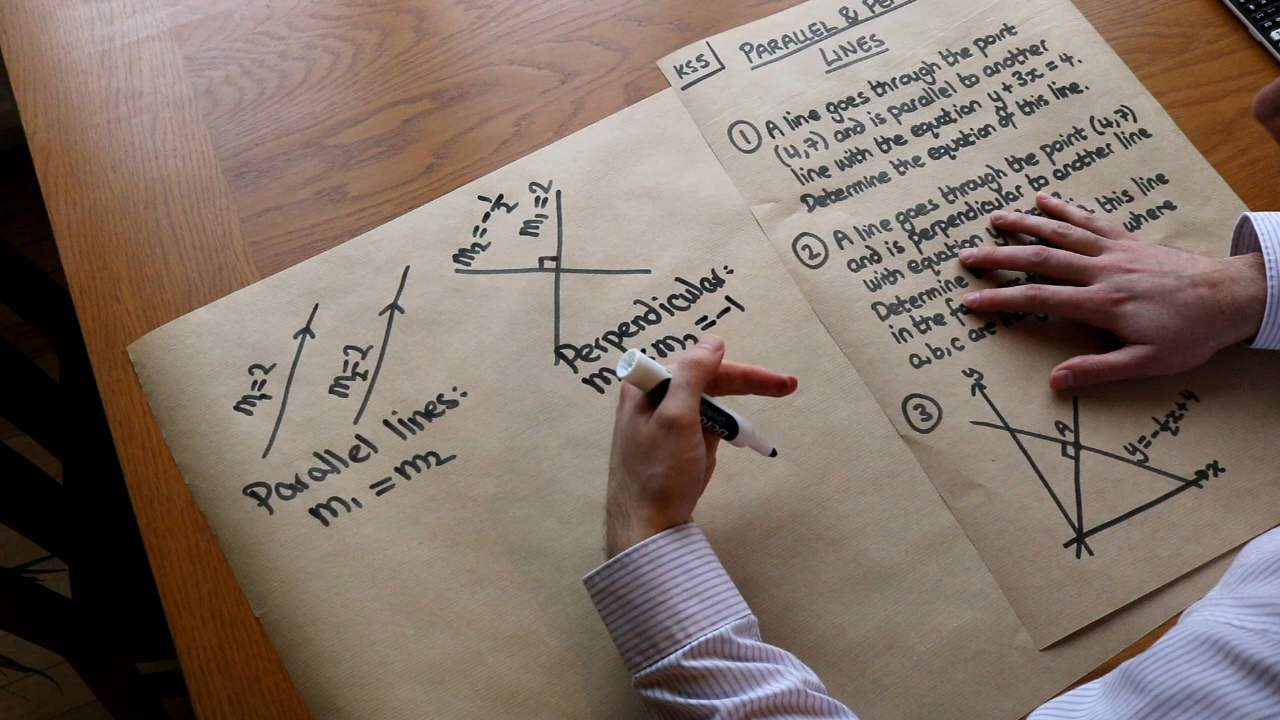 m₁=2
m₂=2
Parallel lines:
m₁ = m₂
m₂=-½
m₁=2
Perpendicular:
m₂ = -1
KS5
PARALLEL &
LINES
① A line goes through the point
(4,7) and is parallel to another
line with the equation y+3x=4.
Determine the equation of this line.
② A line goes through the point (4,7)
and is perpendicular to another line
with equation
Determine this line
in the where
a,b,c are
③
y
A
y=-½x+4
x